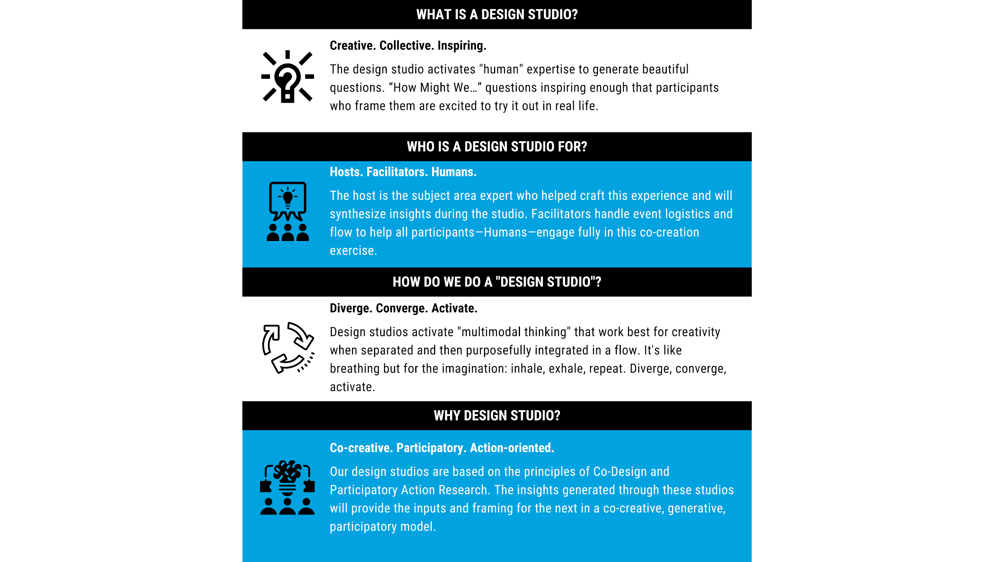 WHAT IS A DESIGN STUDIO?
Creative. Collective. Inspiring.
The design studio activates "human" expertise to generate beautiful
questions. “How Might We…” questions inspiring enough that participants
who frame them are excited to try it out in real life.
WHO IS A DESIGN STUDIO FOR?
Hosts. Facilitators. Humans.
The host is the subject area expert who helped craft this experience and will
synthesize insights during the studio. Facilitators handle event logistics and
flow to help all participants—Humans—engage fully in this co-creation
exercise.
HOW DO WE DO A "DESIGN STUDIO"?
Diverge. Converge. Activate.
Design studios activate "multimodal thinking" that work best for creativity
when separated and then purposefully integrated in a flow. It's like
breathing but for the imagination: inhale, exhale, repeat. Diverge, converge,
activate.
WHY DESIGN STUDIO?
Co-creative. Participatory. Action-oriented.
Our design studios are based on the principles of Co-Design and
Participatory Action Research. The insights generated through these studios
will provide the inputs and framing for the next in a co-creative, generative,
participatory model.